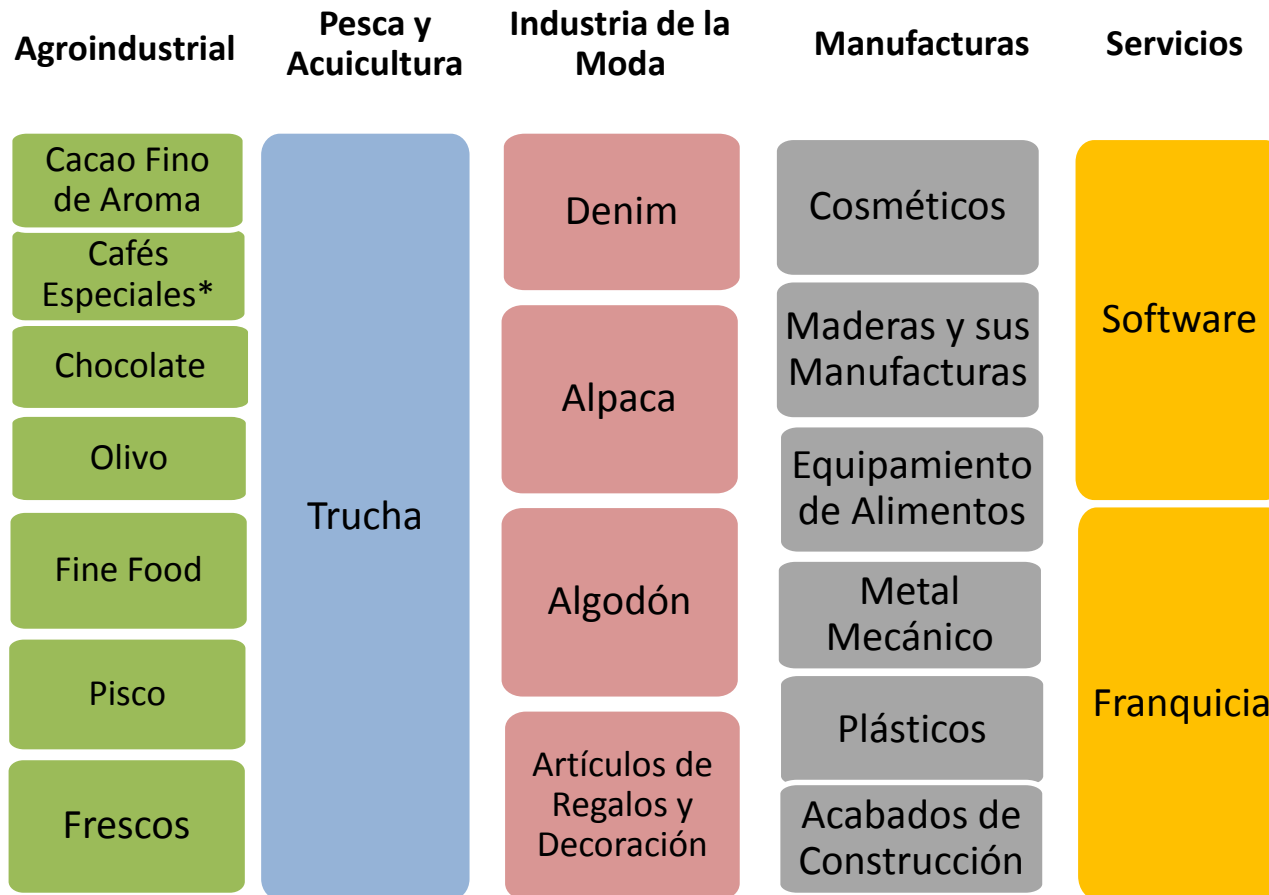 Agroindustrial
Pesca y
Acuicultura
Industria de la
Moda
Manufacturas
Servicios
Cacao Fino
de Aroma
Cafés
Especiales*
Chocolate
Olivo
Fine Food
Pisco
Frescos
Trucha
Denim
Alpaca
Algodón
Artículos de
Regalos y
Decoración
Cosméticos
Maderas y sus
Manufacturas
Equipamiento
de Alimentos
Metal
Mecánico
Plásticos
Acabados de
Construcción
Software
Franquicia